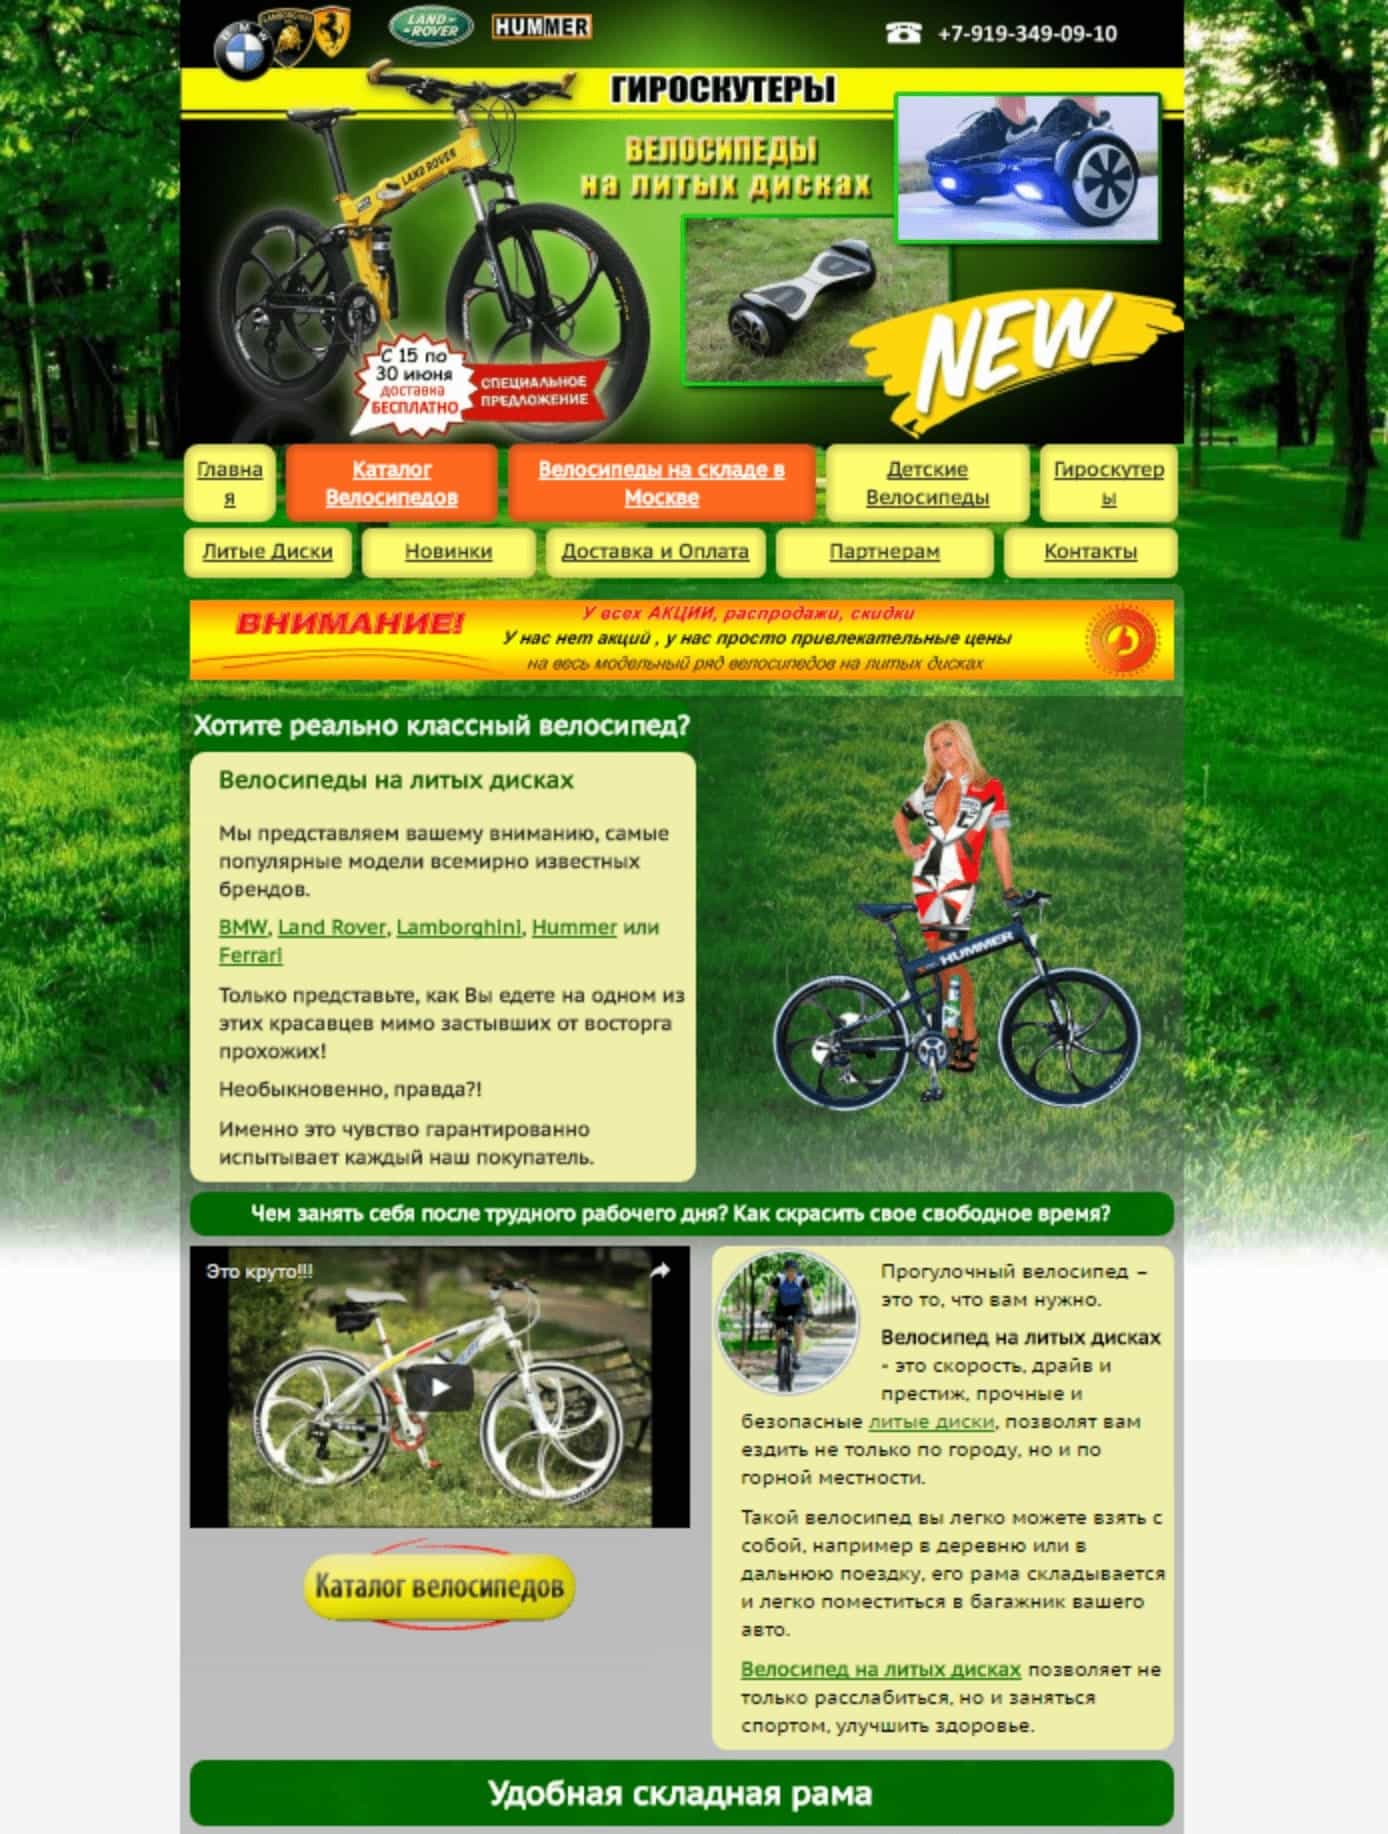 BMW
LAMBORGHINI
LAND-
-ROVER
HUMMER
+7-919-349-09-10
ГИРОСКУТЕРЫ
ВЕЛОСИПЕДЫ
на литых дисках
LAND ROVER
NEW
С 15 по
30 июня
доставка
БЕСПЛАТНО
СПЕЦИАЛЬНОЕ
ПРЕДЛОЖЕНИЕ
Главна
я
Каталог
Велосипедов
Велосипеды на складе в
Москве
Детские
Велосипеды
Гироскутер
ы
Литые Диски
Новинки
Доставка и Оплата
Партнерам
Контакты
ВНИМАНИЕ!
У всех АКЦИИ, распродажи, скидки
У нас нет акций , у нас просто привлекательные цены
на весь модельный ряд велосипедов на литых дисках
Хотите реально классный велосипед?
Велосипеды на литых дисках
Мы представляем вашему вниманию, самые
популярные модели всемирно известных
брендов.
BMW, Land Rover, Lamborghini, Hummer или
Ferrari
Только представьте, как Вы едете на одном из
этих красавцев мимо застывших от восторга
прохожих!
Необыкновенно, правда?!
Именно это чувство гарантированно
испытывает каждый наш покупатель.
HUMMER
Чем занять себя после трудного рабочего дня? Как скрасить свое свободное время?
Это круто!!!
Каталог велосипедов
Прогулочный велосипед –
это то, что вам нужно.
Велосипед на литых дисках
- это скорость, драйв и
престиж, прочные и
безопасные литые диски, позволят вам
ездить не только по городу, но и по
горной местности.
Такой велосипед вы легко можете взять с
собой, например в деревню или в
дальнюю поездку, его рама складывается
и легко поместиться в багажник вашего
авто.
Велосипед на литых дисках позволяет не
только расслабиться, но и заняться
спортом, улучшить здоровье.
Удобная складная рама